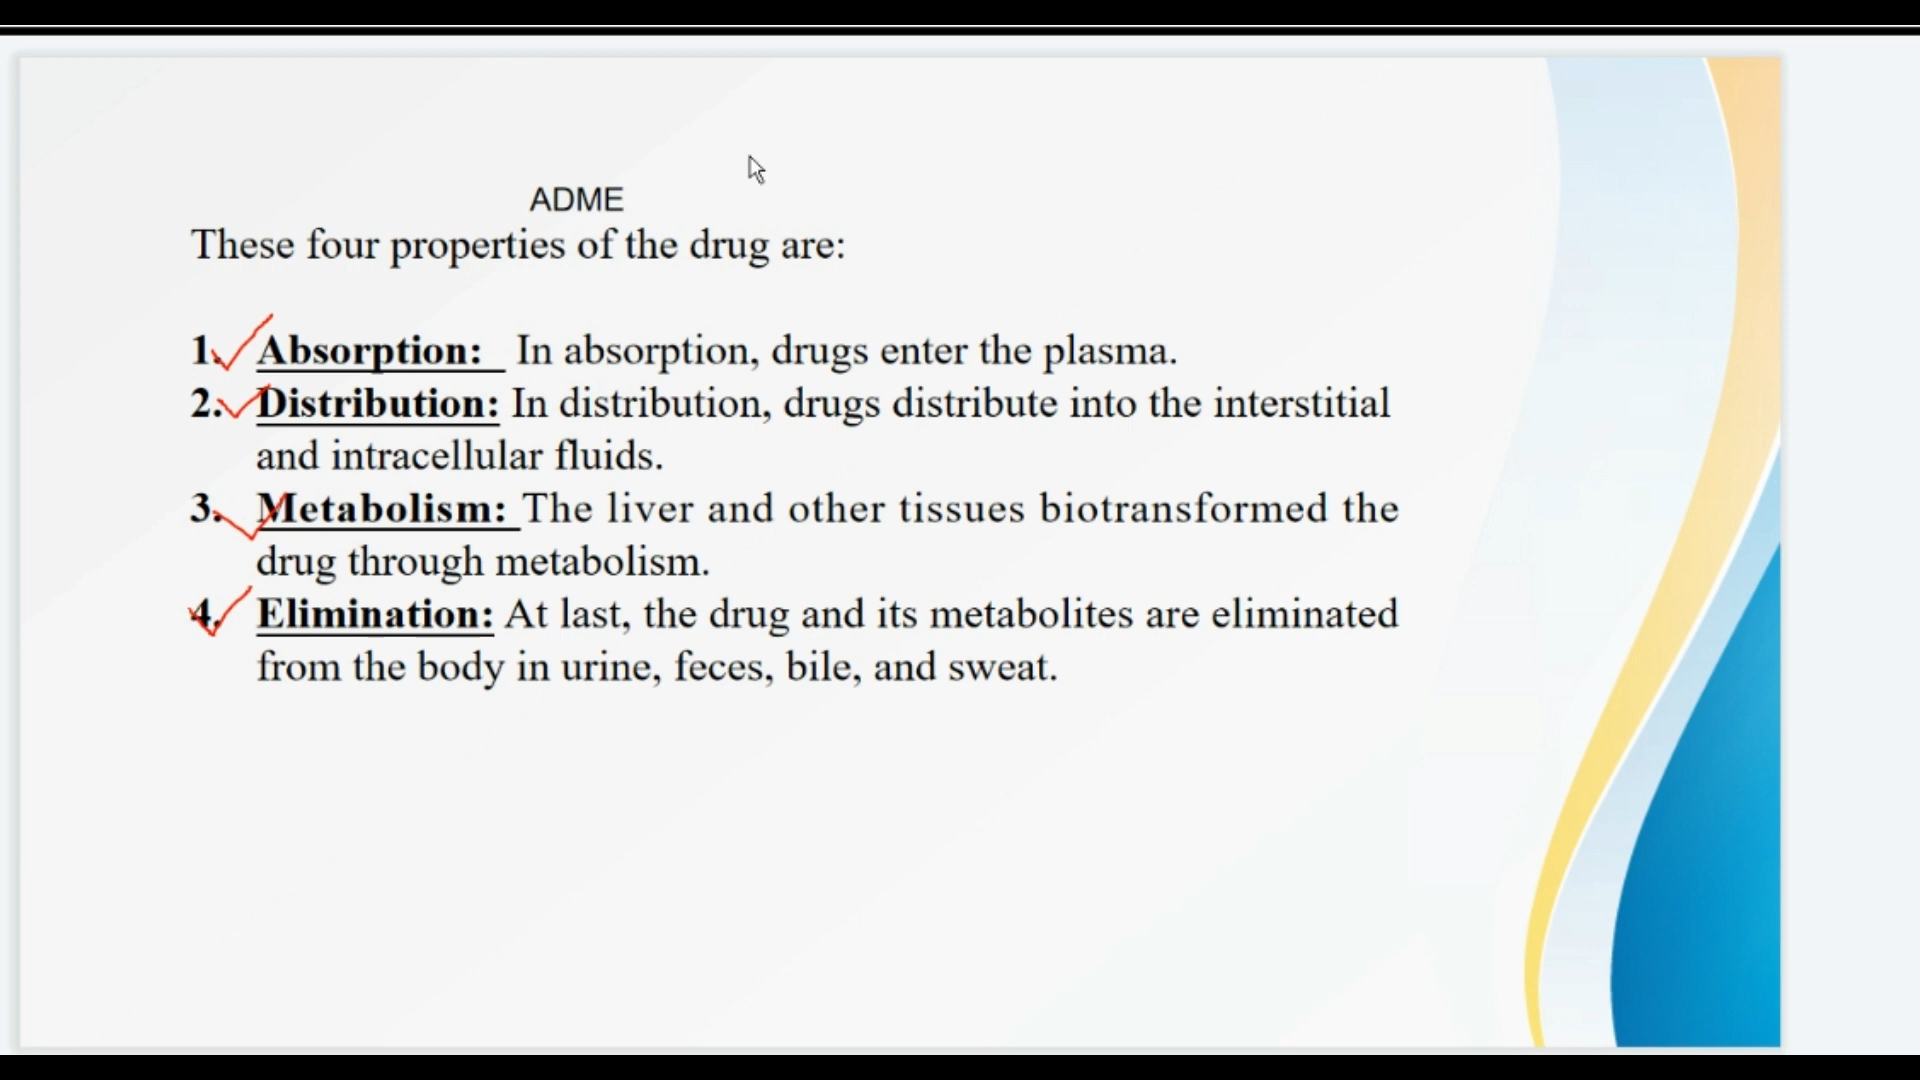 ADME
These four properties of the drug are:
1. Absorption: In absorption, drugs enter the plasma.
2. Distribution: In distribution, drugs distribute into the interstitial
and intracellular fluids.
3. Metabolism: The liver and other tissues biotransformed the
drug through metabolism.
4. Elimination: At last, the drug and its metabolites are eliminated
from the body in urine, feces, bile, and sweat.